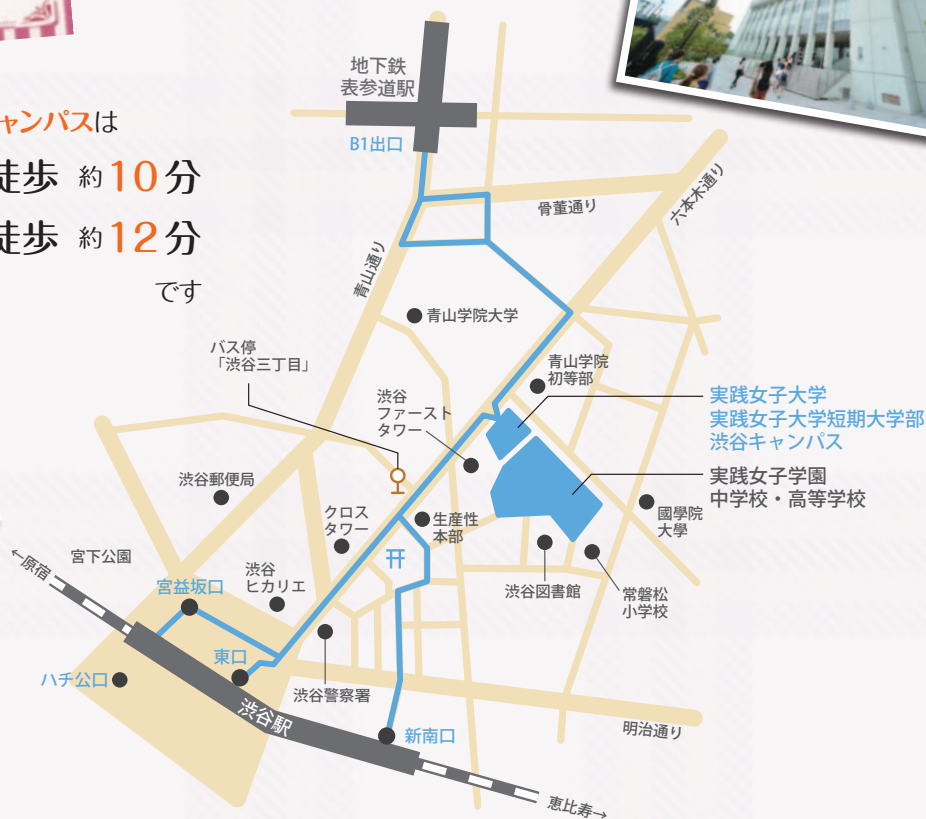 地下鉄
表参道駅
B1出口
ャンパスは
徒歩 約10分
徒歩 約12分
です
骨董通り
六本木通り
青山通り
青山学院大学
バス停
「渋谷三丁目」
青山学院
初等部
渋谷
ファースト
タワー
実践女子大学
実践女子大学短期大学部
渋谷キャンパス
実践女子学園
中学校・高等学校
渋谷郵便局
クロス
タワー
生産性
本部
國學院
大學
←原宿
宮下公園
宮益坂口
渋谷
ヒカリエ
渋谷図書館
常磐松
小学校
ハチ公口
東口
渋谷警察署
渋谷駅
新南口
明治通り
恵比寿→